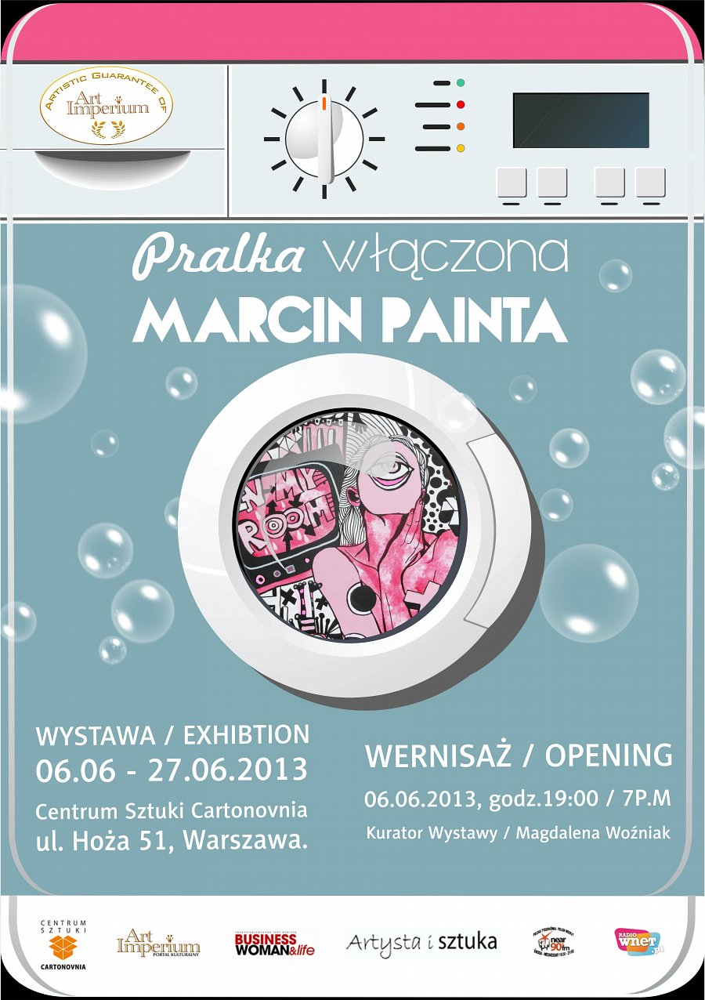 ARTISTIC GUARANTEE OF
Art
Imperium
Pralka włączona
MARCIN PAINTA
N MY
ROOM
WYSTAWA / EXHIBTION
06.06 - 27.06.2013
Centrum Sztuki Cartonovnia
ul. Hoża 51, Warszawa.
WERNISAŻ / OPENING
06.06.2013, godz.19:00 / 7P.M
Kurator Wystawy / Magdalena Woźniak
CENTRUM
SZTUKI
CARTONOVNIA
Art
Imperium
PORTAL KULTURALNY
BUSINESS
WOMAN&life
Artysta i sztuka
near
90fm
RADIO
wnet
.pl